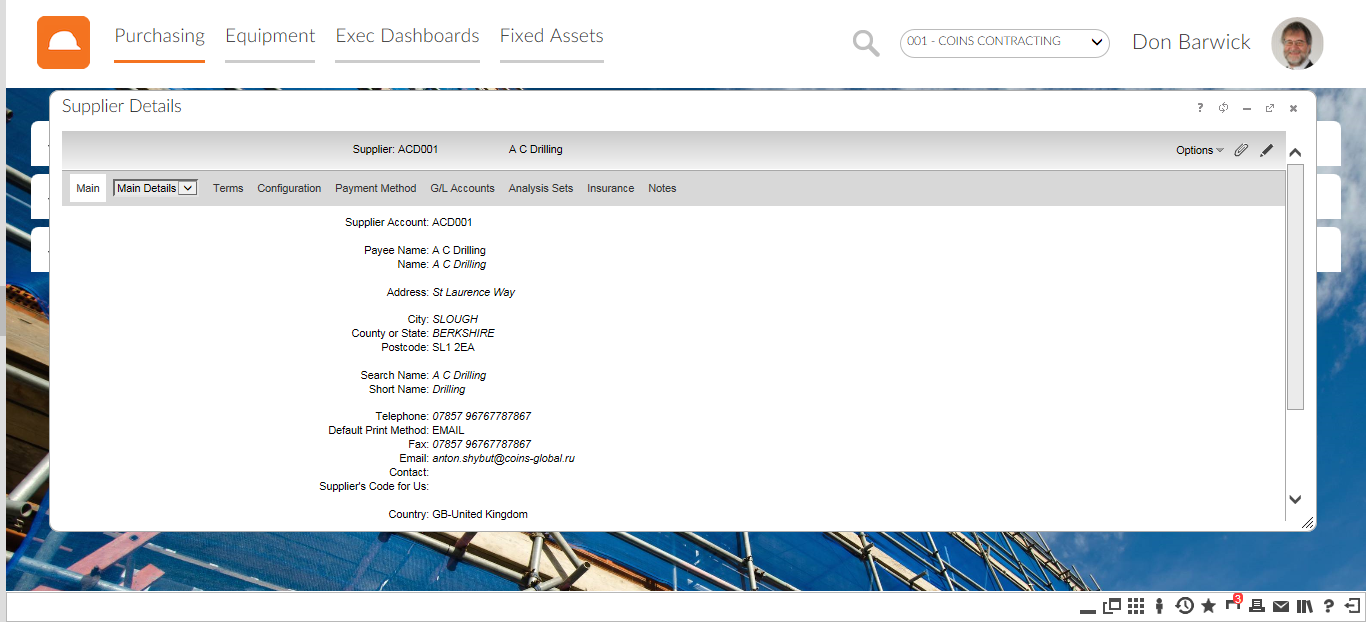 Purchasing Equipment Exec Dashboards Fixed Assets 001 - COINS CONTRACTING Don Barwick
Supplier Details ?
Supplier: ACD001 A C Drilling Options
Main Main Details Terms Configuration Payment Method G/L Accounts Analysis Sets Insurance Notes
Supplier Account: ACD001
Payee Name: A C Drilling
Name: A C Drilling
Address: St Laurence Way
City: SLOUGH
County or State: BERKSHIRE
Postcode: SL1 2EA
Search Name: A C Drilling
Short Name: Drilling
Telephone: 07857 96767787867
Default Print Method: EMAIL
Fax: 07857 96767787867
Email: anton.shybut@coins-global.ru
Contact:
Supplier's Code for Us:
Country: GB-United Kingdom
3 ?